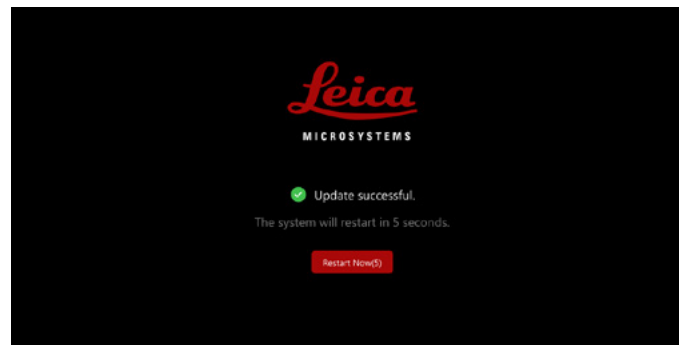 Leica
MICROSYSTEMS
Update successful.
The system will restart in 5 seconds.
Restart Now(5)